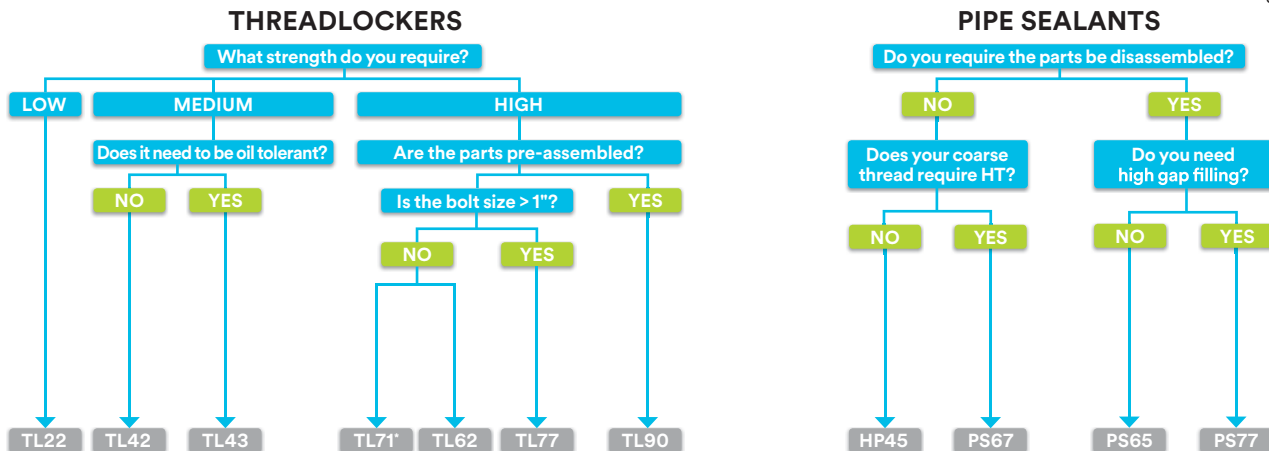 THREADLOCKERS
What strength do you require?
LOW
MEDIUM
HIGH
Does it need to be oil tolerant?
Are the parts pre-assembled?
NO
YES
Is the bolt size > 1"?
YES
NO
YES
TL22
TL42
TL43
TL71*
TL62
TL77
TL90
PIPE SEALANTS
Do you require the parts be disassembled?
NO
YES
Does your coarse
thread require HT?
Do you need
high gap filling?
NO
YES
NO
YES
HP45
PS67
PS65
PS77